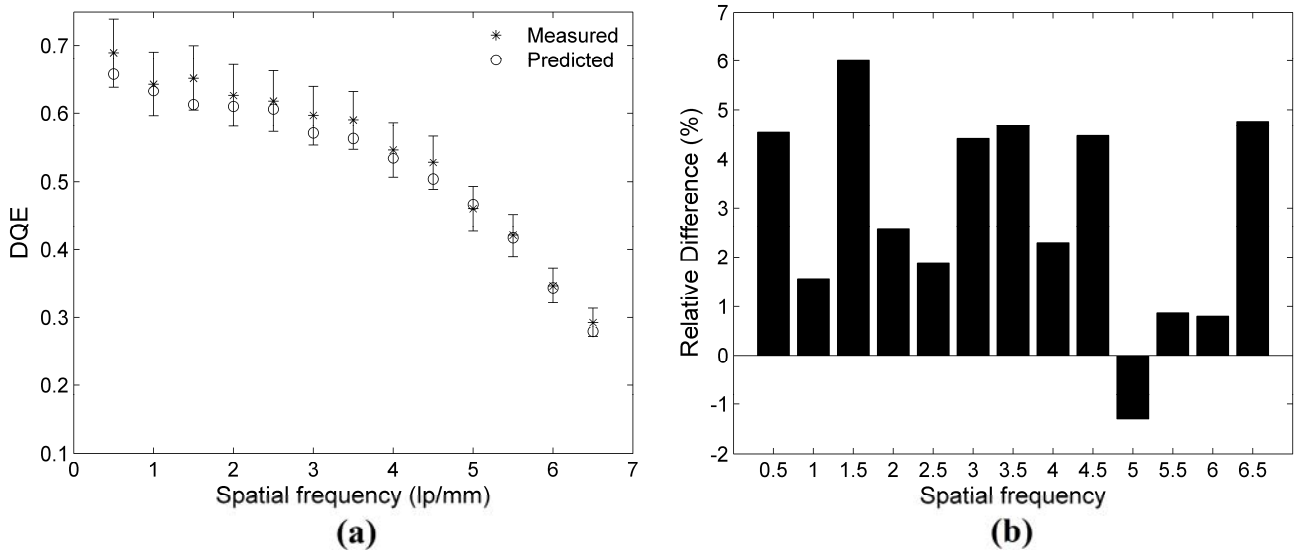 0.7
0.6
0.5
0.4
0.3
0.2
0.1
DQE
Measured
Predicted
0 1 2 3 4 5 6 7
Spatial frequency (lp/mm)
(a)
7
6
5
4
3
2
1
0
-1
-2
Relative Difference (%)
0.5 1 1.5 2 2.5 3 3.5 4 4.5 5 5.5 6 6.5
Spatial frequency
(b)